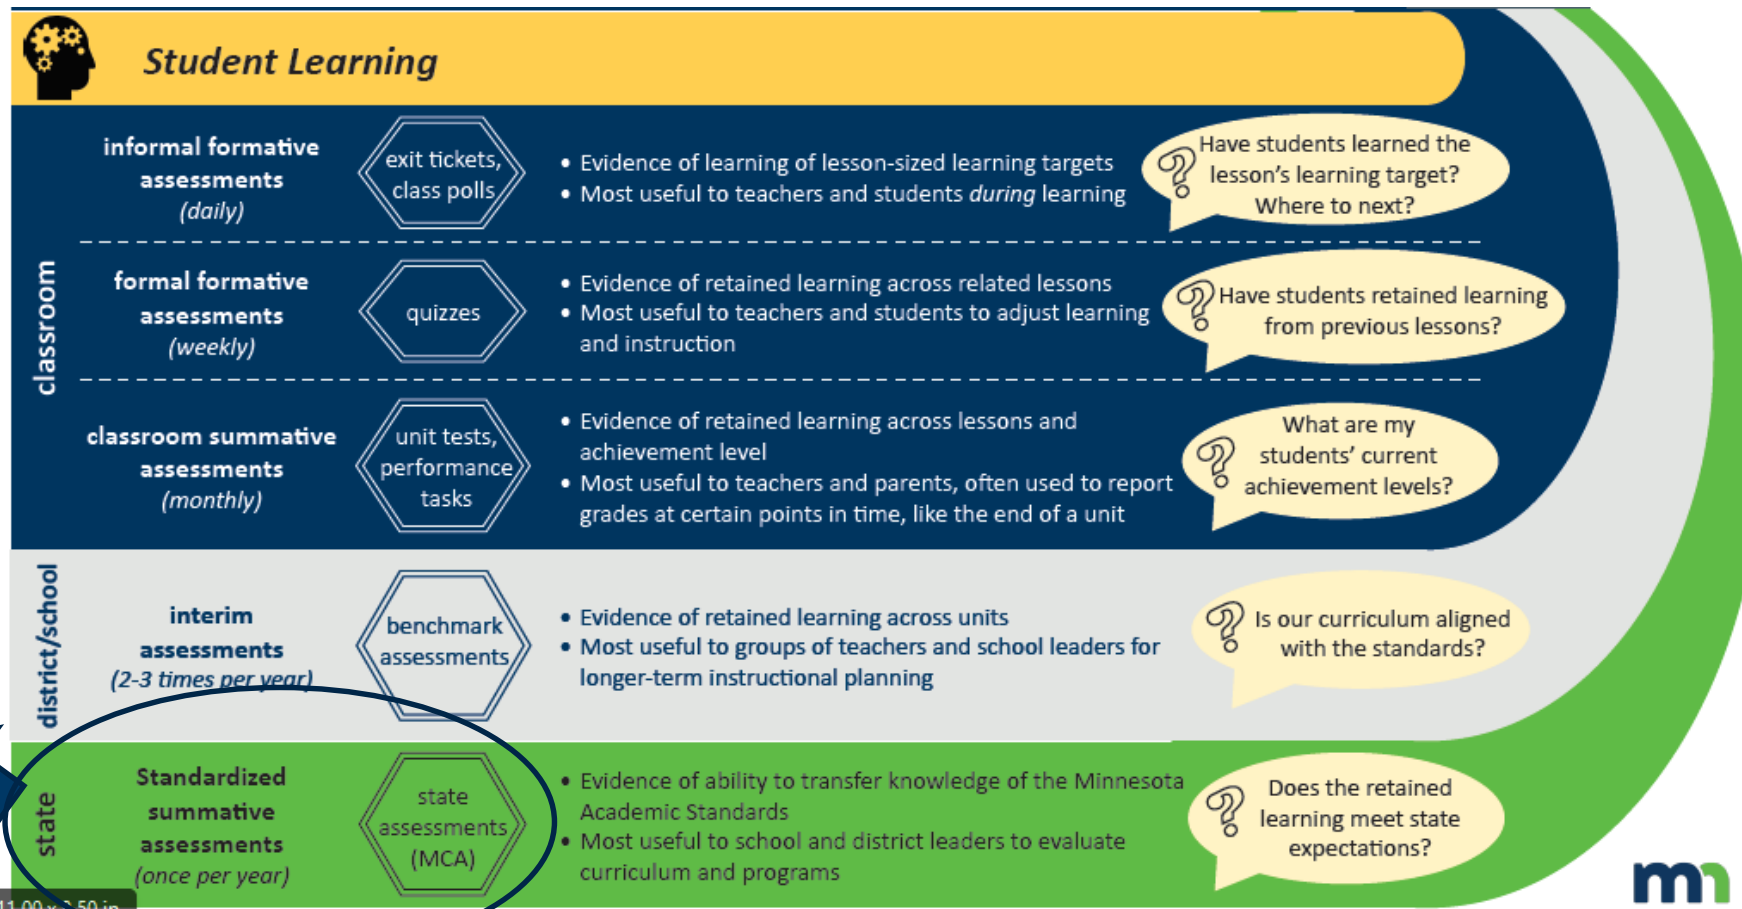 Student Learning
classroom
informal formative
assessments
(daily)
exit tickets,
class polls
• Evidence of learning of lesson-sized learning targets
• Most useful to teachers and students during learning
Have students learned the
lesson's learning target?
Where to next?
formal formative
assessments
(weekly)
quizzes
• Evidence of retained learning across related lessons
• Most useful to teachers and students to adjust learning
and instruction
Have students retained learning
from previous lessons?
classroom summative
assessments
(monthly)
unit tests,
performance
tasks
• Evidence of retained learning across lessons and
achievement level
• Most useful to teachers and parents, often used to report
grades at certain points in time, like the end of a unit
What are my
students' current
achievement levels?
district/school
interim
assessments
(2-3 times per year)
benchmark
assessments
• Evidence of retained learning across units
• Most useful to groups of teachers and school leaders for
longer-term instructional planning
Is our curriculum aligned
with the standards?
state
Standardized
summative
assessments
(once per year)
state
assessments
(MCA)
• Evidence of ability to transfer knowledge of the Minnesota
Academic Standards
• Most useful to school and district leaders to evaluate
curriculum and programs
Does the retained
learning meet state
expectations?
mn